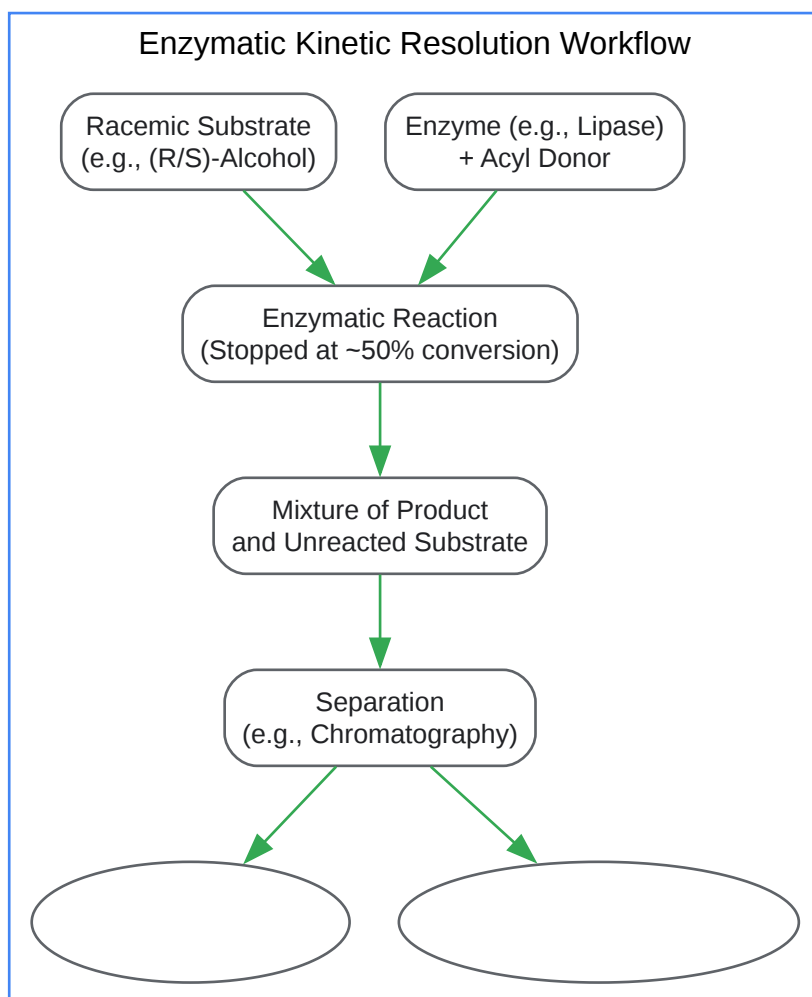 Enzymatic Kinetic Resolution Workflow
Racemic Substrate
(e.g., (R/S)-Alcohol)
Enzyme (e.g., Lipase)
+ Acyl Donor
Enzymatic Reaction
(Stopped at ~50% conversion)
Mixture of Product
and Unreacted Substrate
Separation
(e.g., Chromatography)